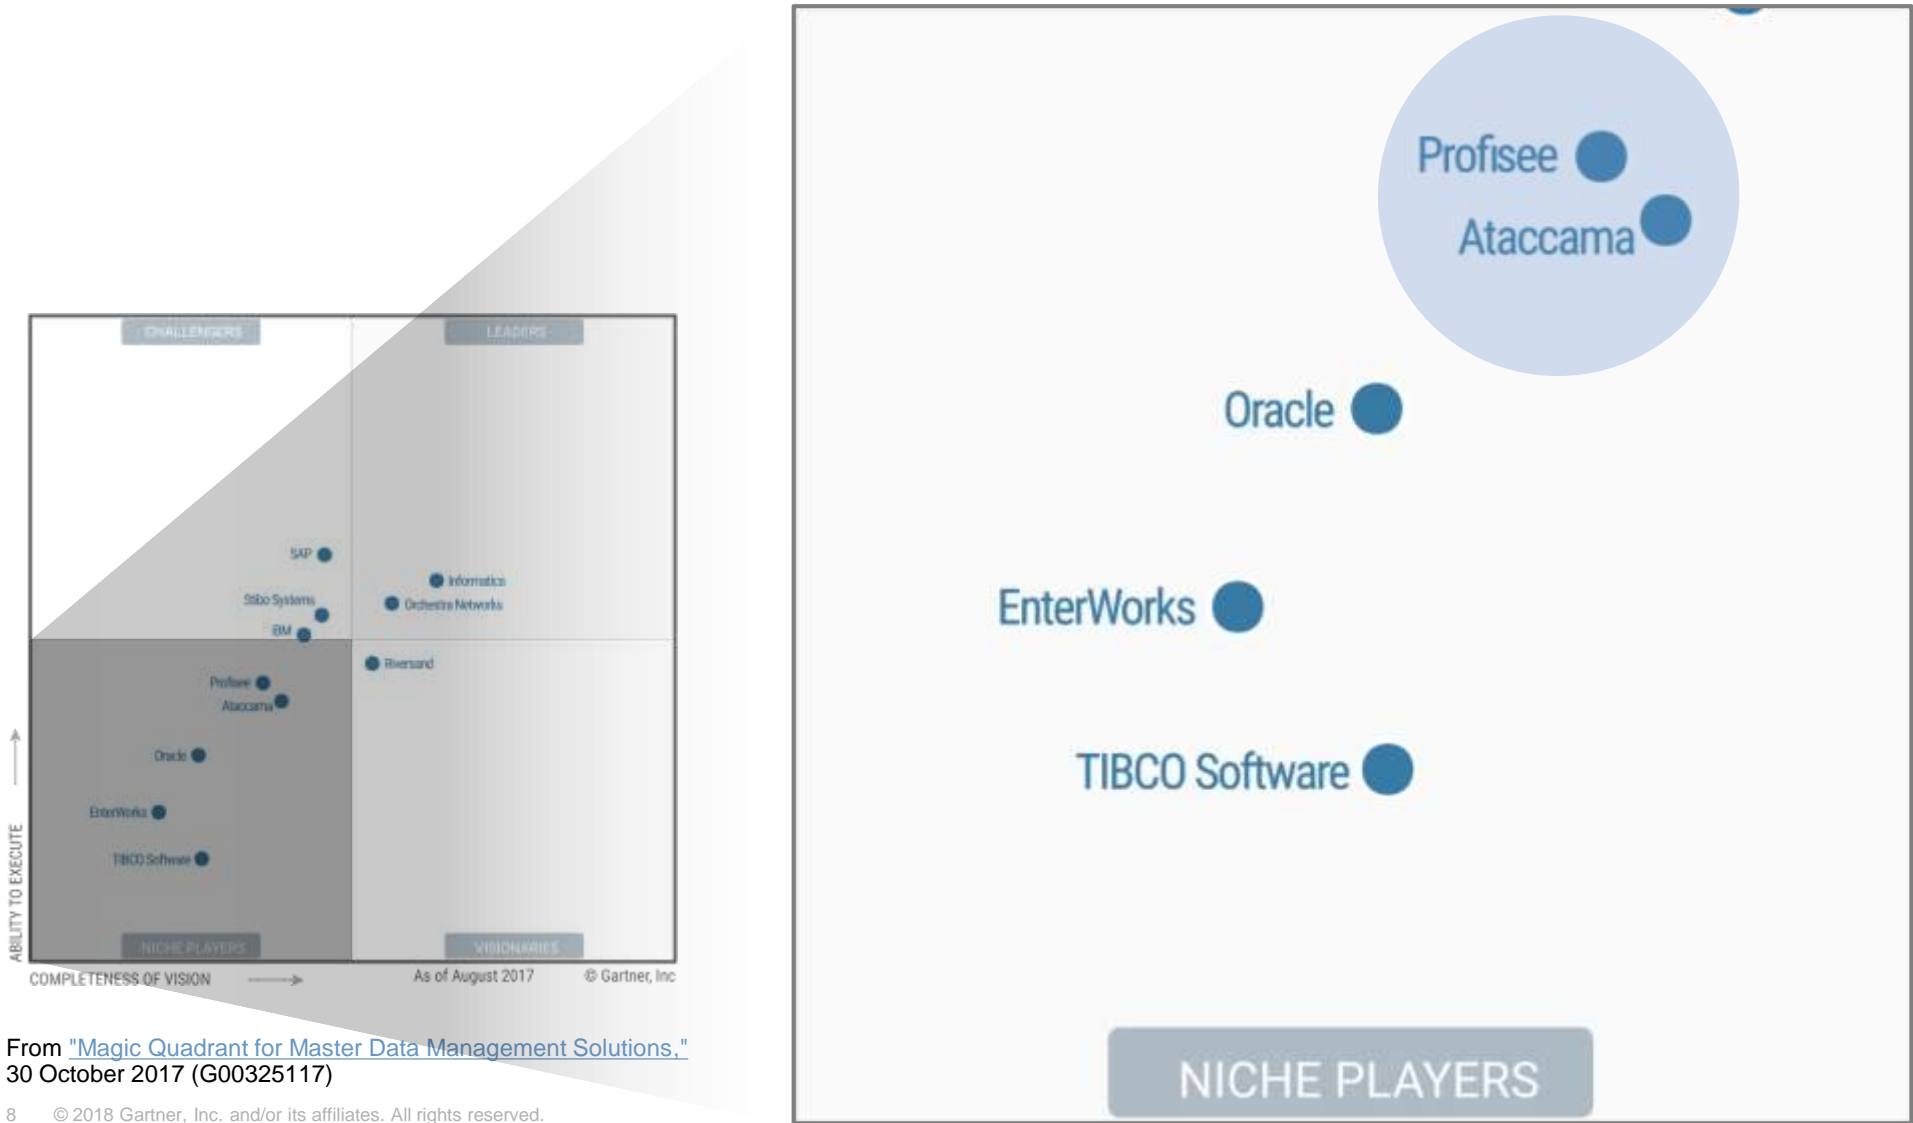 CHALLENGERS
LEADERS
SAP
Informatica
Stibo Systems
Orchestra Networks
IBM
Riversand
Profisee
Ataccama
Oracle
EnterWorks
TIBCO Software
NICHE PLAYERS
VISIONARIES
ABILITY TO EXECUTE
COMPLETENESS OF VISION
As of August 2017
© Gartner, Inc
From "Magic Quadrant for Master Data Management Solutions,"
30 October 2017 (G00325117)
8 © 2018 Gartner, Inc. and/or its affiliates. All rights reserved.
Profisee
Ataccama
Oracle
EnterWorks
TIBCO Software
NICHE PLAYERS